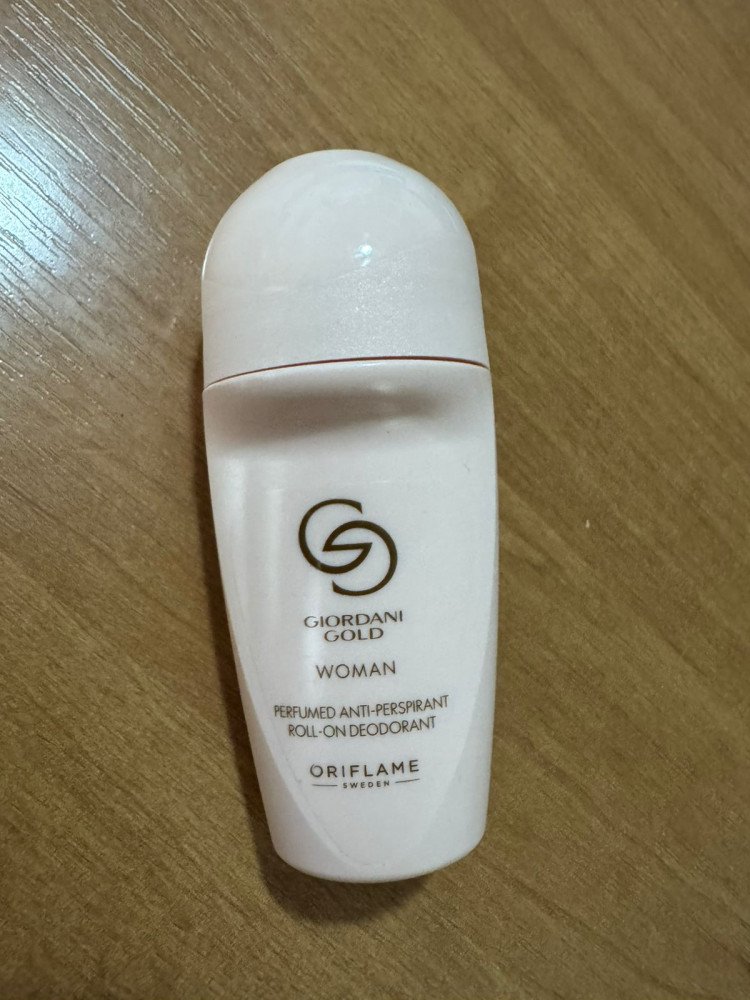 GIORDANI
GOLD
WOMAN
PERFUMED ANTI-PERSPIRANT
ROLL-ON DEODORANT
ORIFLAME
SWEDEN